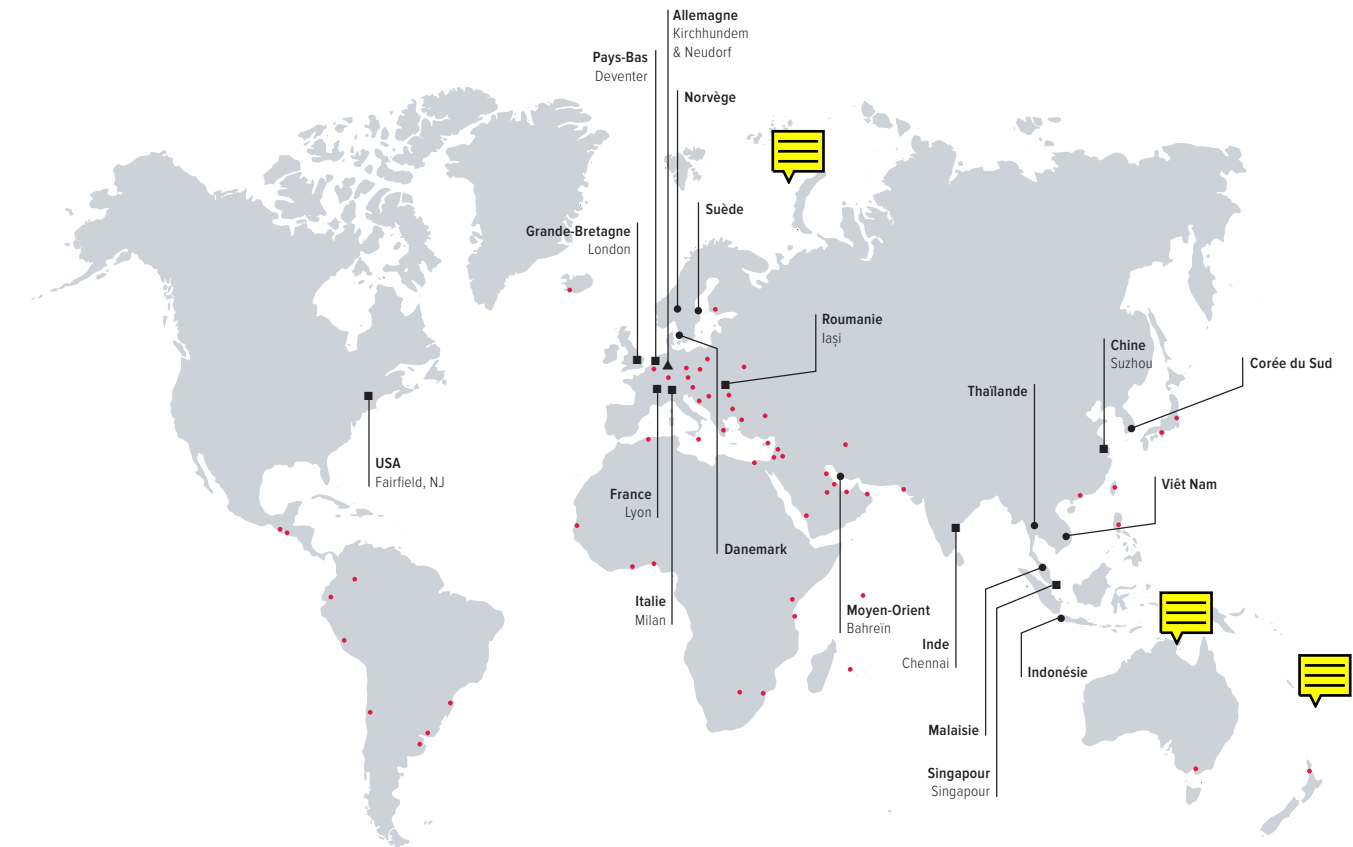 Allemagne
Kirchhundem
& Neudorf
Pays-Bas
Deventer
Norvège
Suède
Grande-Bretagne
London
Roumanie
Iași
Chine
Suzhou
Corée du Sud
Thaïlande
USA
Fairfield, NJ
France
Lyon
Viêt Nam
Danemark
Italie
Milan
Moyen-Orient
Bahreïn
Inde
Chennai
Indonésie
Malaisie
Singapour
Singapour